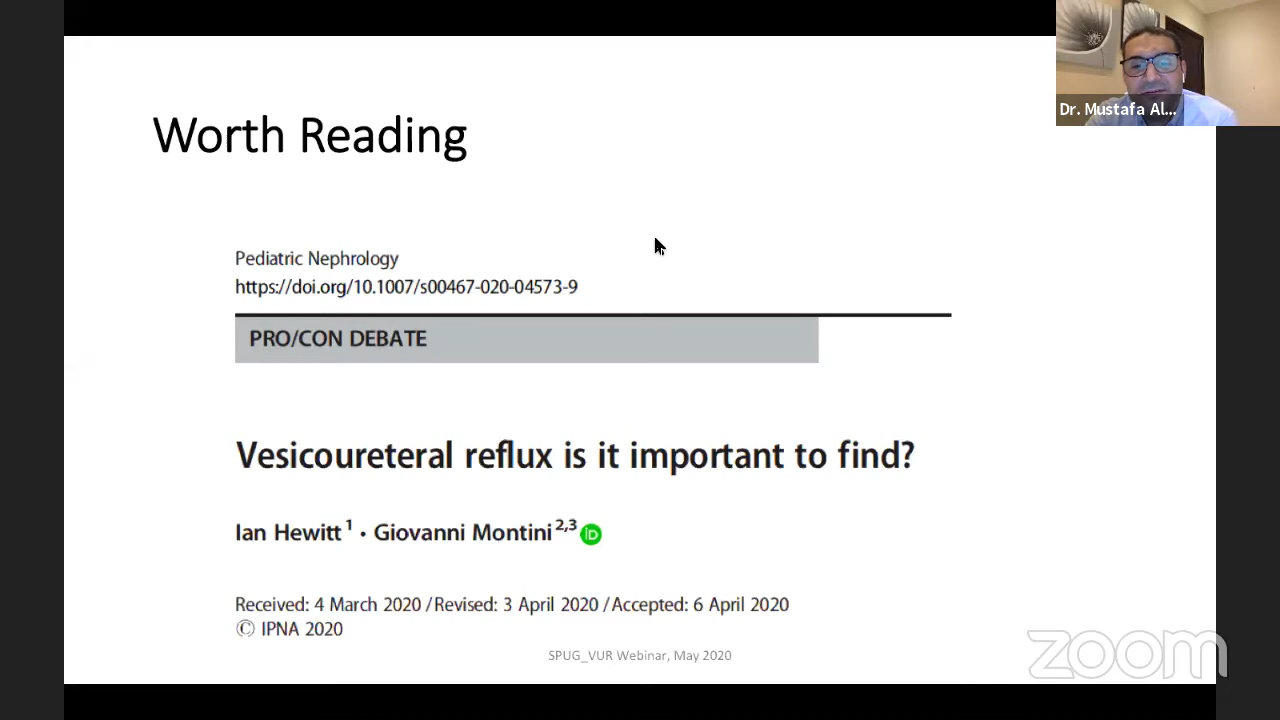 Dr. Mustafa Al...
Worth Reading
Pediatric Nephrology
https://doi.org/10.1007/s00467-020-04573-9
PRO/CON DEBATE
Vesicoureteral reflux is it important to find?
Ian Hewitt 1 • Giovanni Montini 2,3 iD
Received: 4 March 2020 / Revised: 3 April 2020 / Accepted: 6 April 2020
© IPNA 2020
SPUG_VUR Webinar, May 2020
zoom